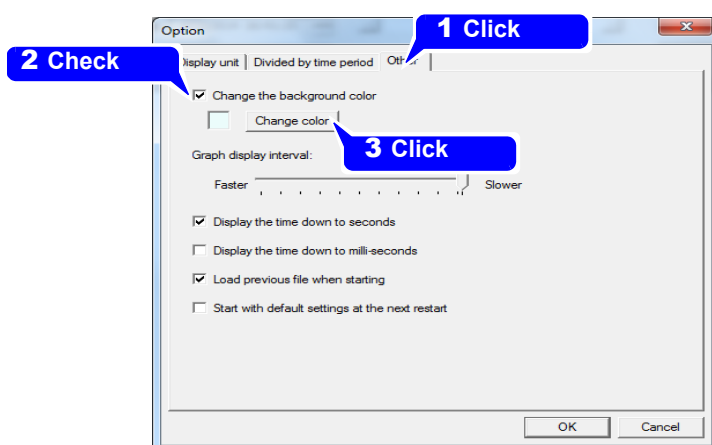 Option
1 Click
2 Check
Display unit Divided by time period Other
Change the background color
Change color
3 Click
Graph display interval:
Faster Slower
Display the time down to seconds
Display the time down to milli-seconds
Load previous file when starting
Start with default settings at the next restart
OK Cancel